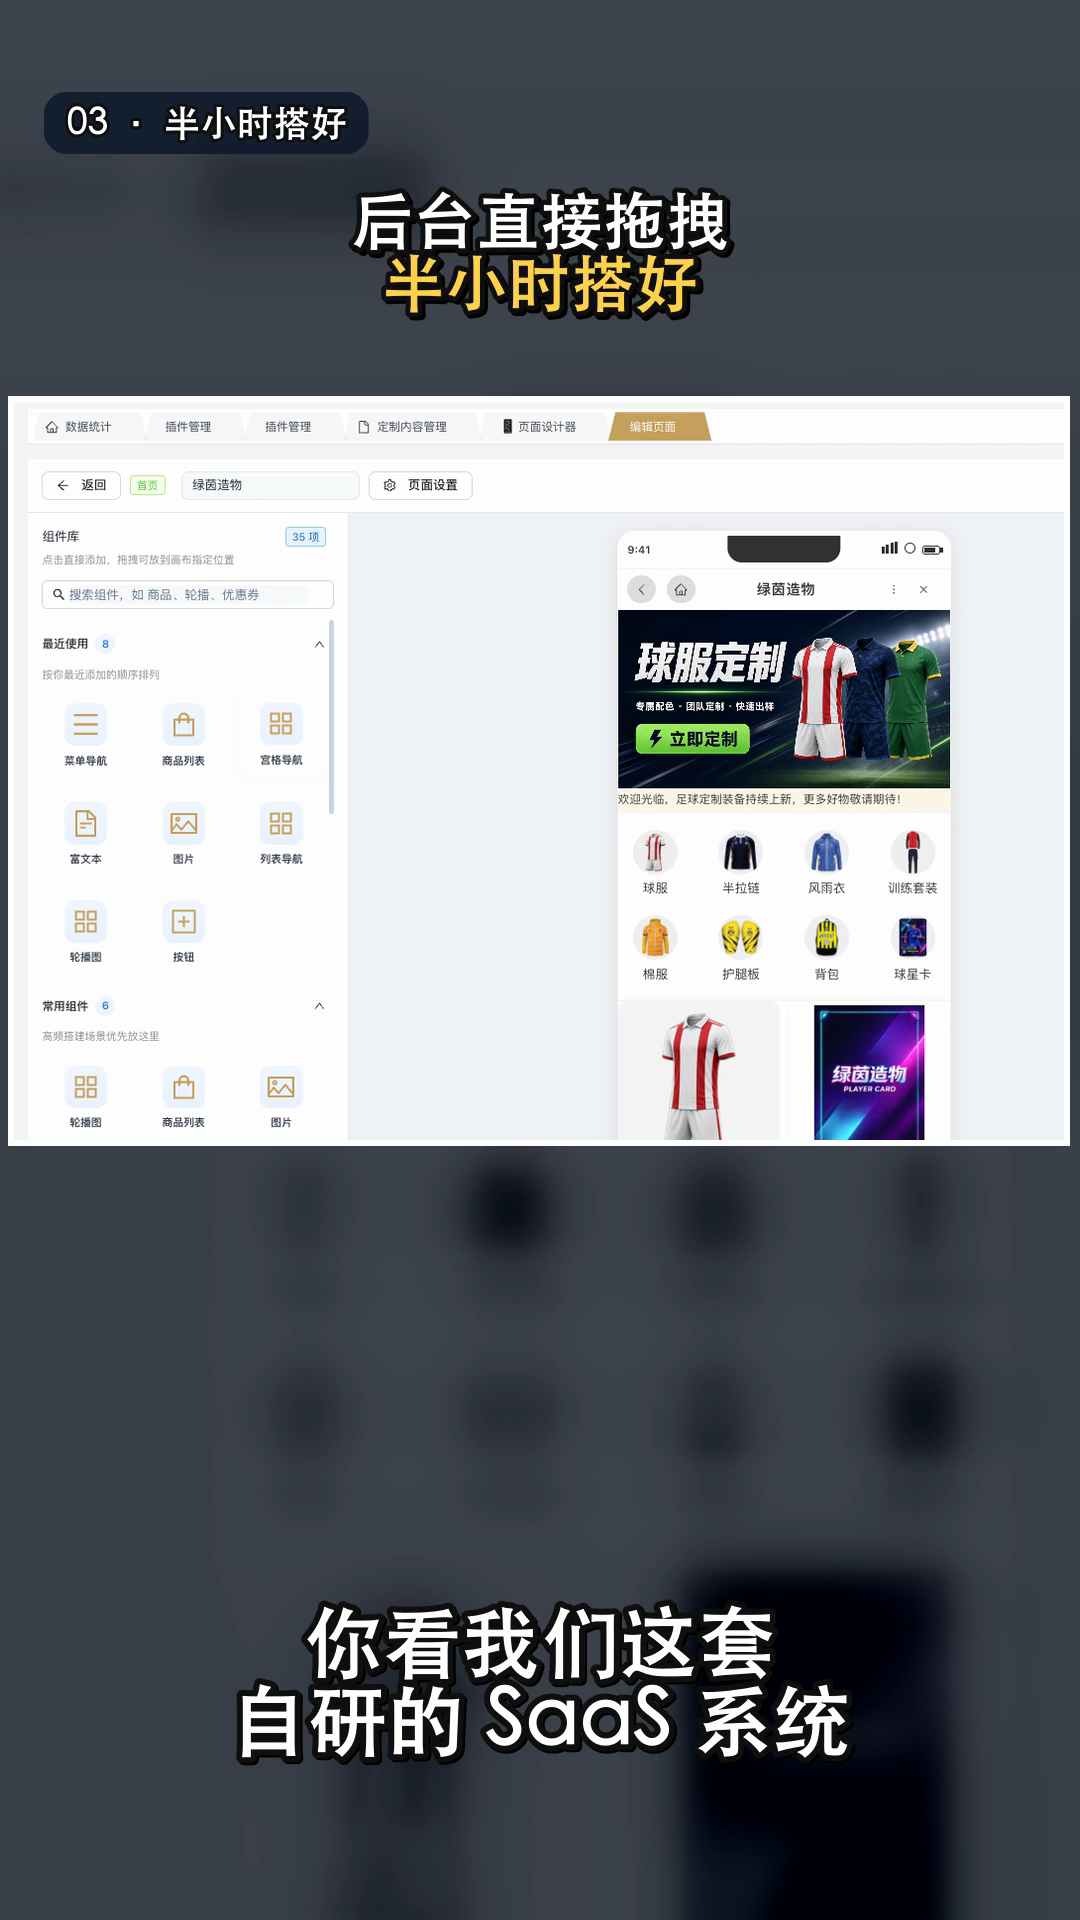 03 · 半小时搭好
后台直接拖拽
半小时搭好
数据统计
插件管理
插件管理
定制内容管理
页面设计器
编辑页面
返回
首页
绿茵造物
页面设置
组件库
35 项
点击直接添加，拖拽可放到画布指定位置
搜索组件，如 商品、轮播、优惠券
最近使用 8
按你最近添加的顺序排列
菜单导航
商品列表
宫格导航
富文本
图片
列表导航
轮播图
按钮
常用组件 6
高频搭建场景优先放这里
轮播图
商品列表
图片
9:41
绿茵造物
球服定制
专属配色 · 团队定制 · 快速出样
立即定制
欢迎光临，足球定制装备持续上新，更多好物敬请期待！
球服
半拉链
风雨衣
训练套装
棉服
护腿板
背包
球星卡
绿茵造物
PLAYER CARD
你看我们这套
自研的 SaaS 系统